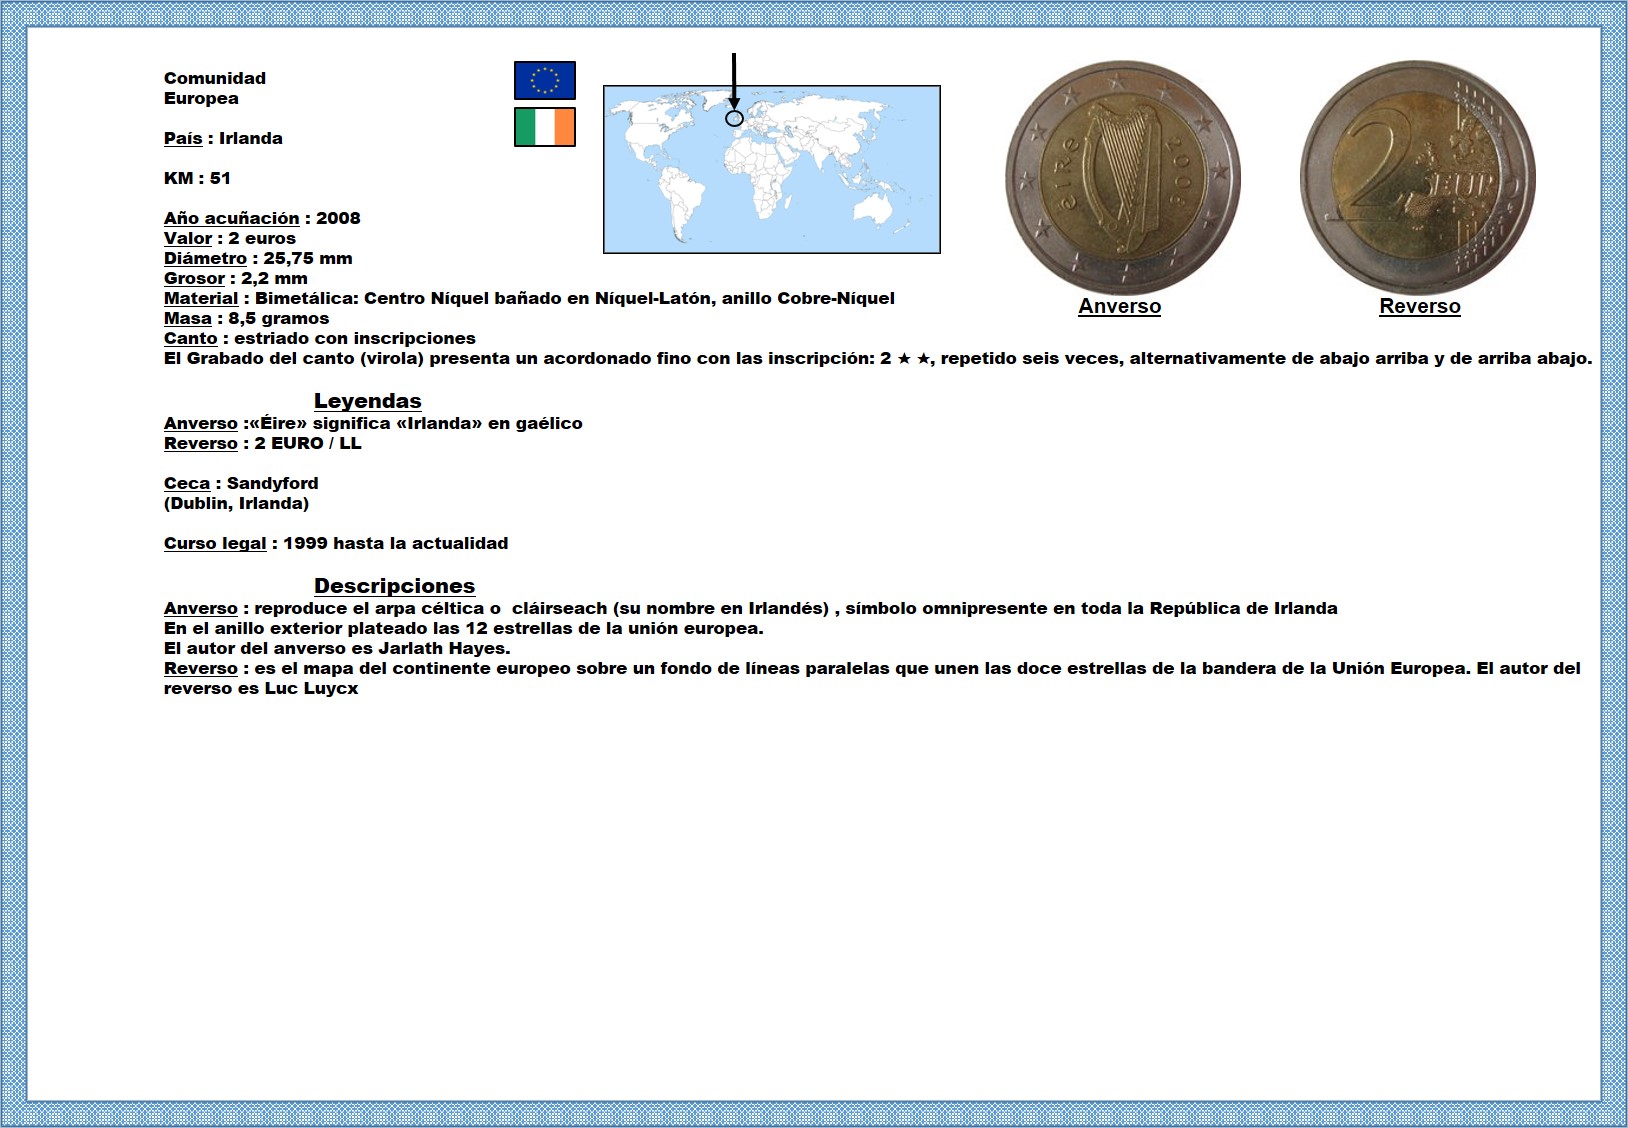 Comunidad
Europea
País : Irlanda
KM : 51
Año acuñación : 2008
Valor : 2 euros
Diámetro : 25,75 mm
Grosor : 2,2 mm
Material : Bimetálica: Centro Níquel bañado en Níquel-Latón, anillo Cobre-Níquel
Masa : 8,5 gramos
Canto : estriado con inscripciones
El Grabado del canto (virola) presenta un acordonado fino con las inscripción: 2 ★ ★, repetido seis veces, alternativamente de abajo arriba y de arriba abajo.
éire
2008
2
EUR
Anverso
Reverso
Leyendas
Anverso :«Éire» significa «Irlanda» en gaélico
Reverso : 2 EURO / LL
Ceca : Sandyford
(Dublin, Irlanda)
Curso legal : 1999 hasta la actualidad
Descripciones
Anverso : reproduce el arpa céltica o  cláirseach (su nombre en Irlandés) , símbolo omnipresente en toda la República de Irlanda
En el anillo exterior plateado las 12 estrellas de la unión europea.
El autor del anverso es Jarlath Hayes.
Reverso : es el mapa del continente europeo sobre un fondo de líneas paralelas que unen las doce estrellas de la bandera de la Unión Europea. El autor del
reverso es Luc Luycx